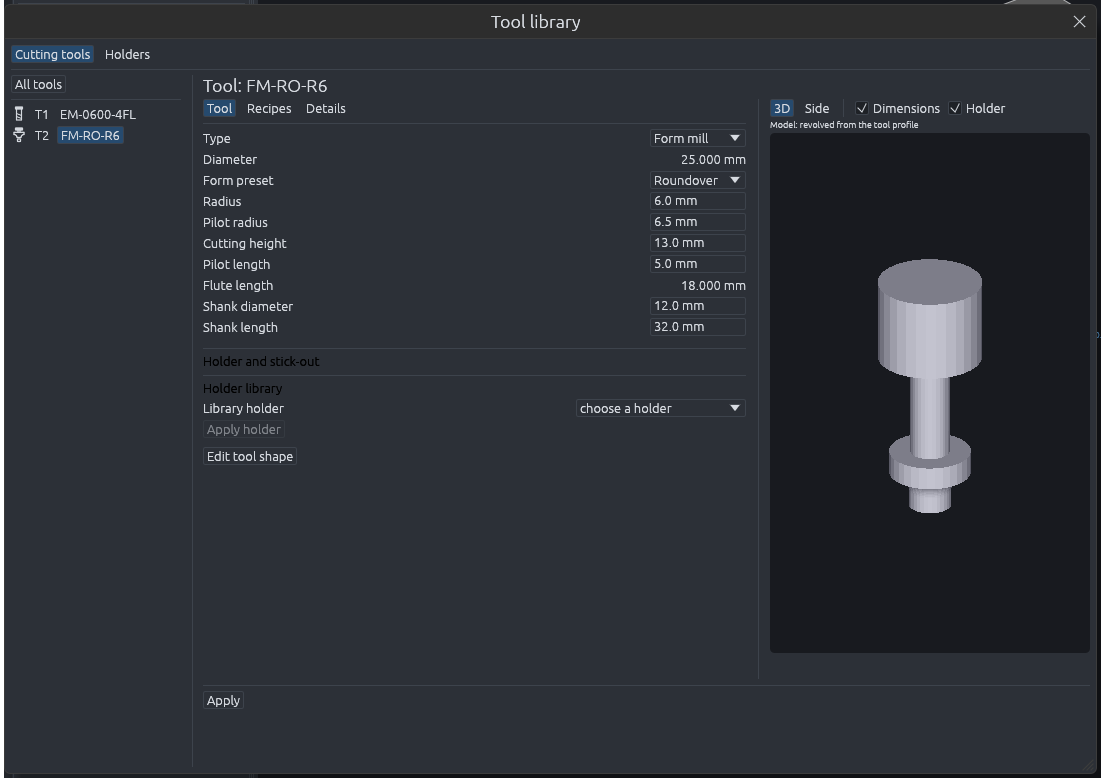 Tool library
Cutting tools Holders
All tools
T1 EM-0600-4FL
T2 FM-RO-R6
Tool: FM-RO-R6
Tool Recipes Details
Type Form mill
Diameter 25.000 mm
Form preset Roundover
Radius 6.0 mm
Pilot radius 6.5 mm
Cutting height 13.0 mm
Pilot length 5.0 mm
Flute length 18.000 mm
Shank diameter 12.0 mm
Shank length 32.0 mm
Holder and stick-out
Holder library
Library holder choose a holder
Apply holder
Edit tool shape
3D Side Dimensions Holder
Model: revolved from the tool profile
Apply